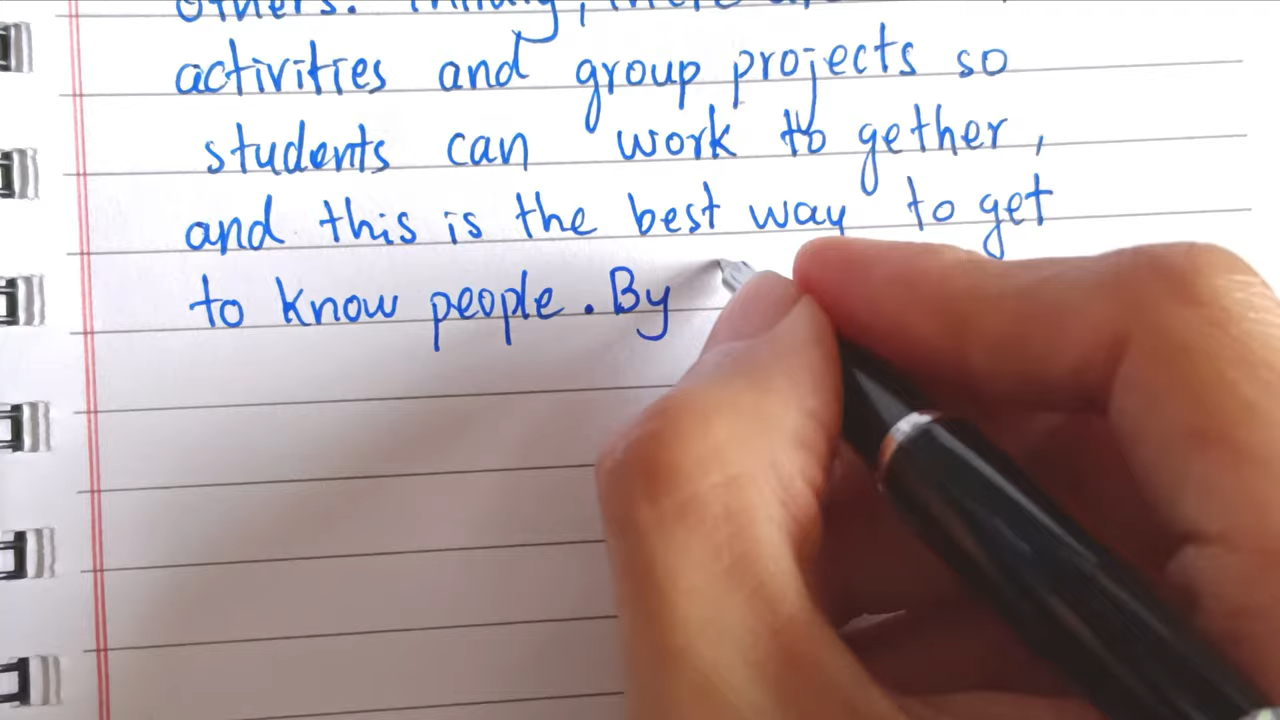 others.
activities and group projects so
students can work to gether,
and this is the best way to get
to know people. By